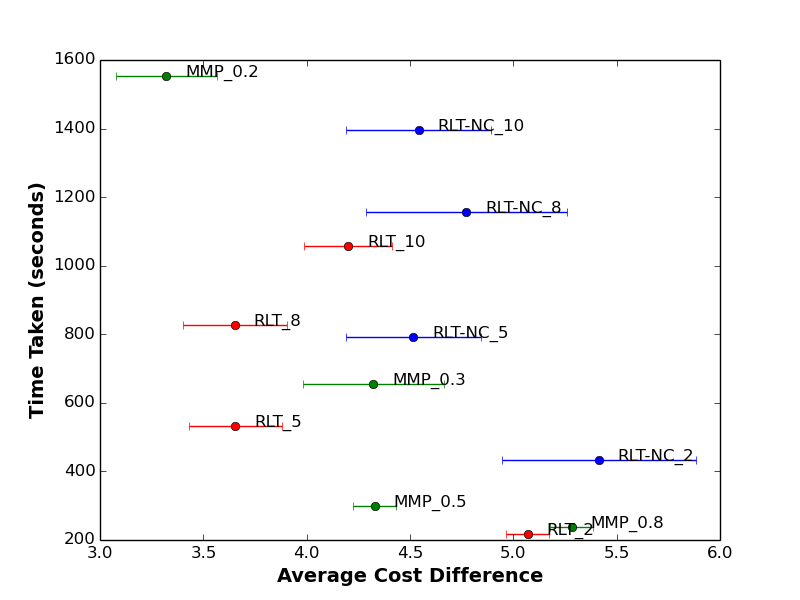 1600
MMP_0.2
1400
RLT-NC_10
1200
RLT-NC_8
RLT_10
1000
RLT_8
800
RLT-NC_5
MMP_0.3
600
RLT_5
RLT-NC_2
400
MMP_0.5
MMP_0.8
RLT_2
200
Time Taken (seconds)
3.0 3.5 4.0 4.5 5.0 5.5 6.0
Average Cost Difference